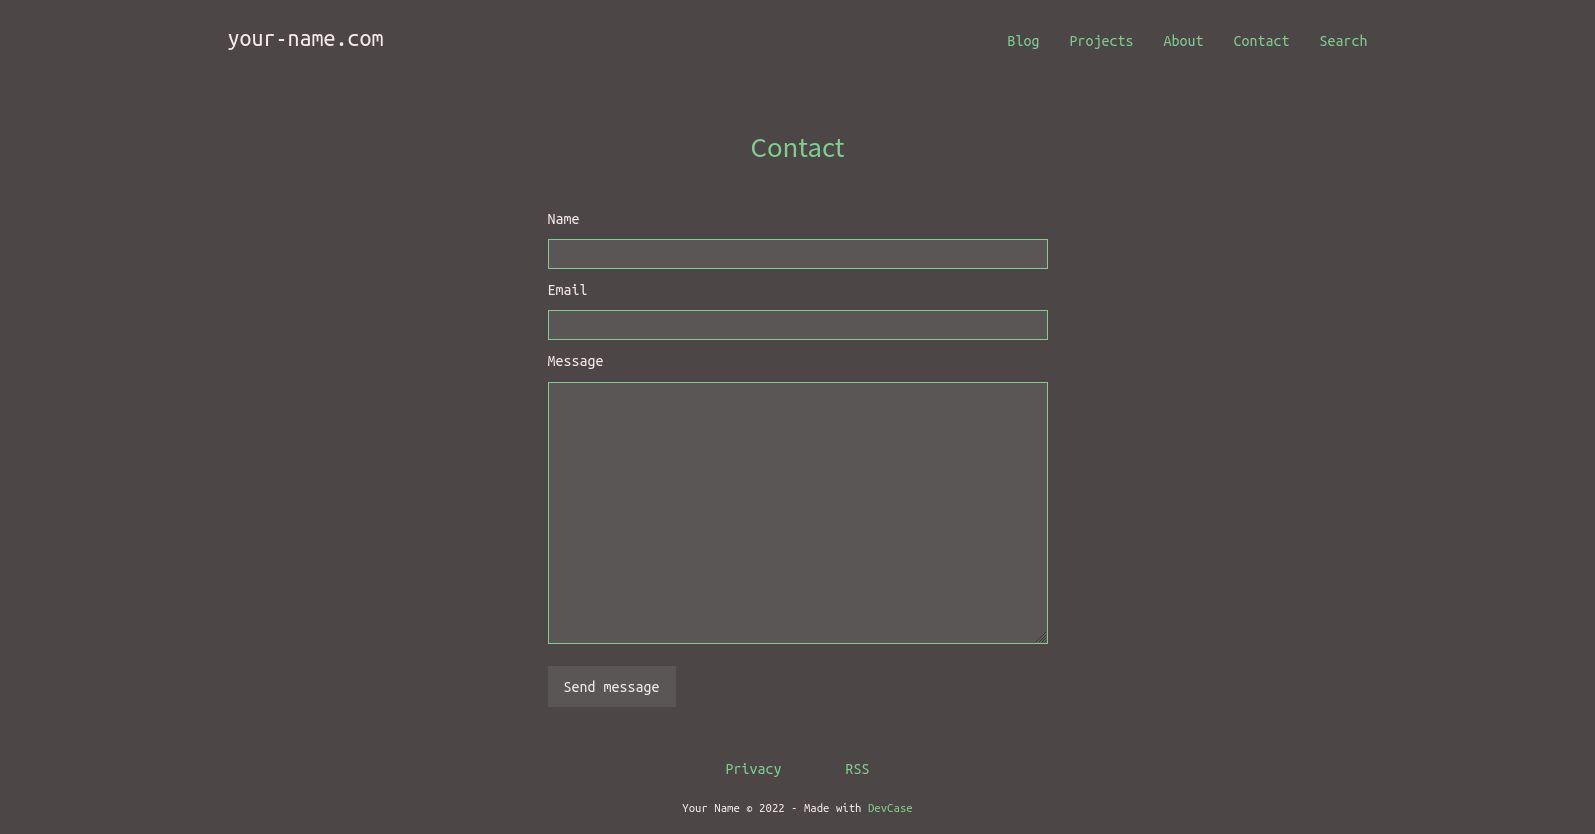 your-name.com
Blog Projects About Contact Search
Contact
Name
Email
Message
Send message
Privacy RSS
Your Name © 2022 - Made with DevCase